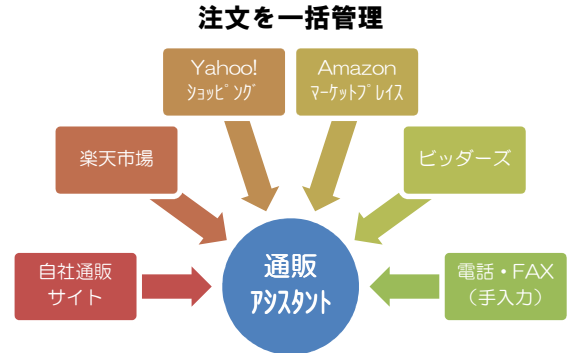 注文を一括管理
Yahoo!
ｼｮｯﾋﾟﾝｸﾞ
Amazon
ﾏｰｹｯﾄﾌﾟﾚｲｽ
楽天市場
ビッダーズ
自社通販
サイト
通販
ｱｼｽﾀﾝﾄ
電話・FAX
（手入力）